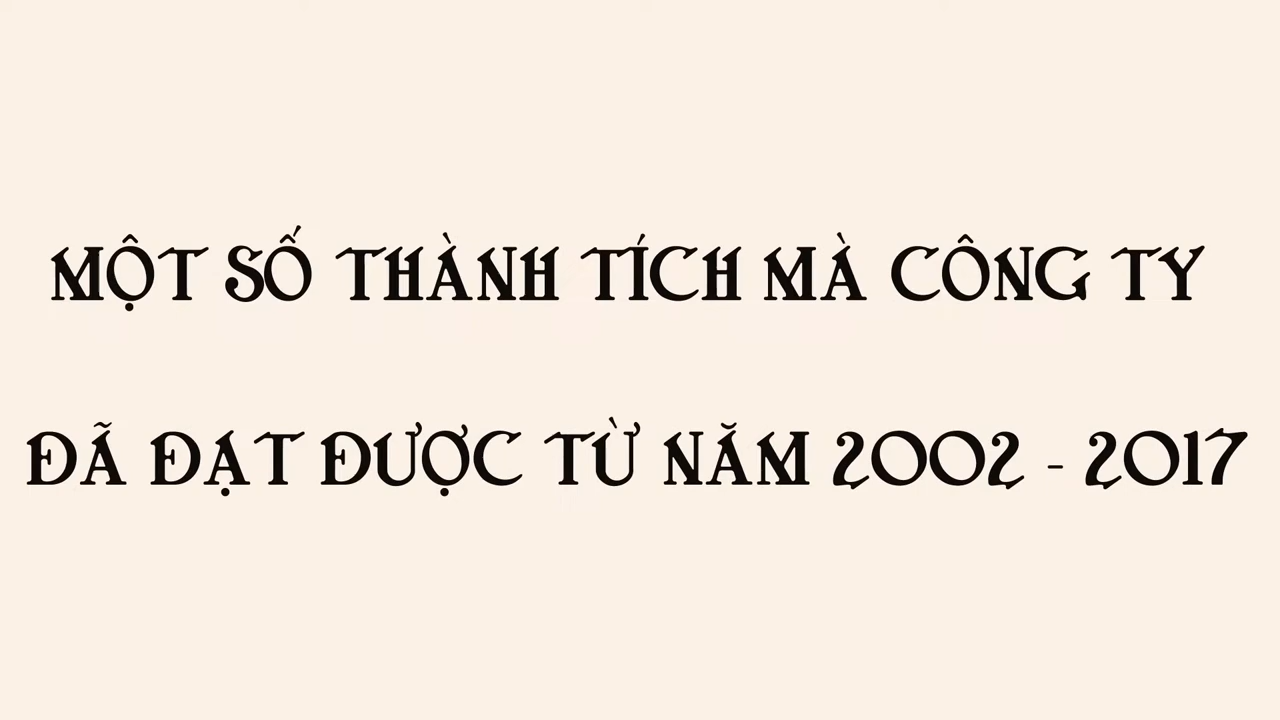 MỘT SỐ THÀNH TÍCH MÀ CÔNG TY
ĐÃ ĐẠT ĐƯỢC TỪ NĂM 2002 - 2017